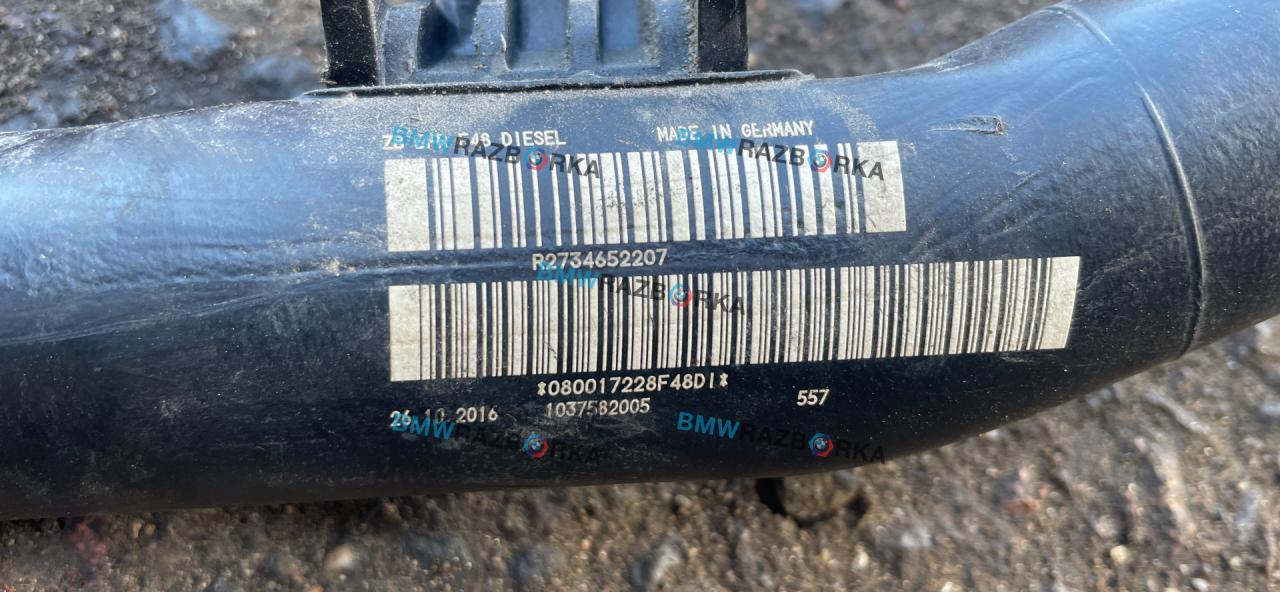 F48 DIESEL MADE IN GERMANY
BMWRAZBORKA BMWRAZBORKA
R2734652207
BMWRAZBORKA
*080017228F48DI*
26.10.2016 1037582005 557
BMWRAZBORKA BMWRAZBORKA